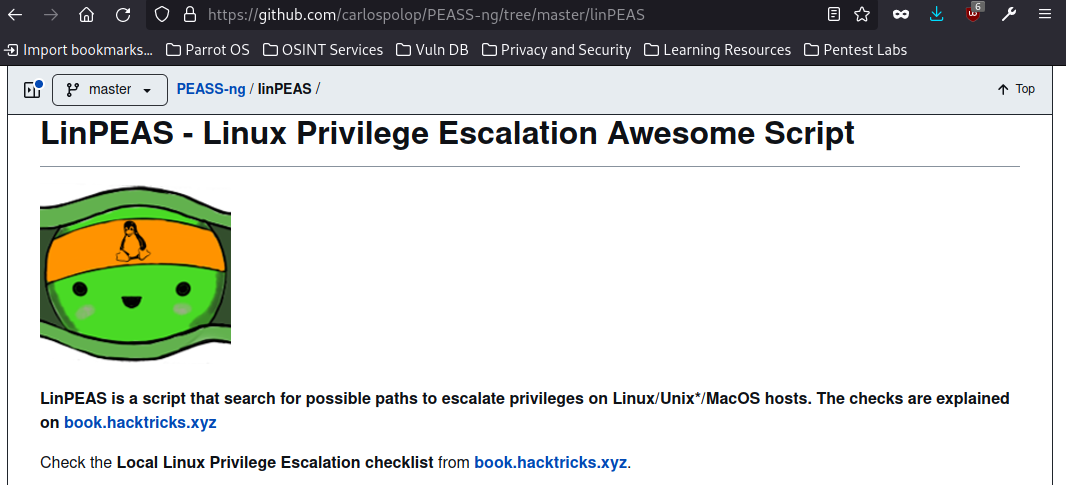 https://github.com/carlospolop/PEASS-ng/tree/master/linPEAS
6
Import bookmarks... Parrot OS OSINT Services Vuln DB Privacy and Security Learning Resources Pentest Labs
master PEASS-ng / linPEAS / Top
LinPEAS - Linux Privilege Escalation Awesome Script
LinPEAS is a script that search for possible paths to escalate privileges on Linux/Unix*/MacOS hosts. The checks are explained
on book.hacktricks.xyz
Check the Local Linux Privilege Escalation checklist from book.hacktricks.xyz.